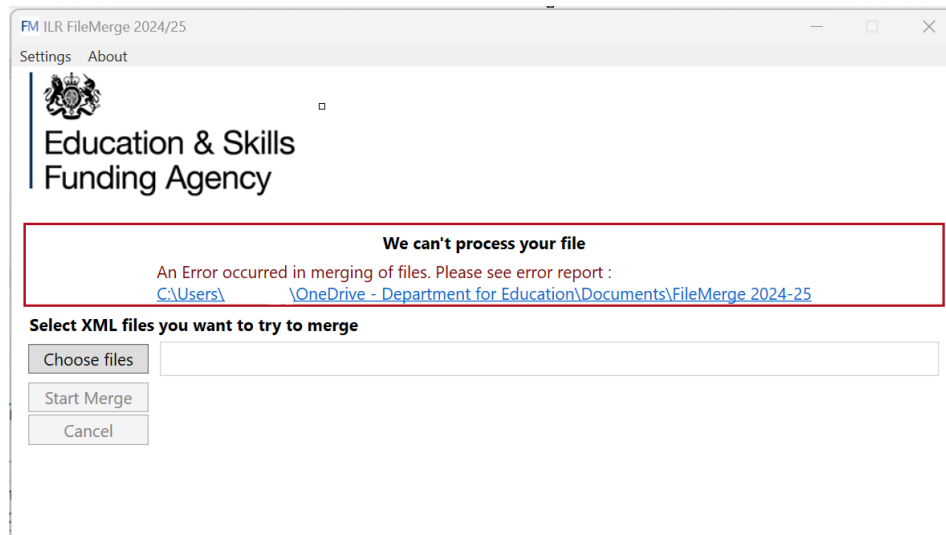 FM ILR FileMerge 2024/25
Settings About
Education & Skills
Funding Agency
We can't process your file
An Error occurred in merging of files. Please see error report :
C:\Users\ \OneDrive - Department for Education\Documents\FileMerge 2024-25
Select XML files you want to try to merge
Choose files
Start Merge
Cancel